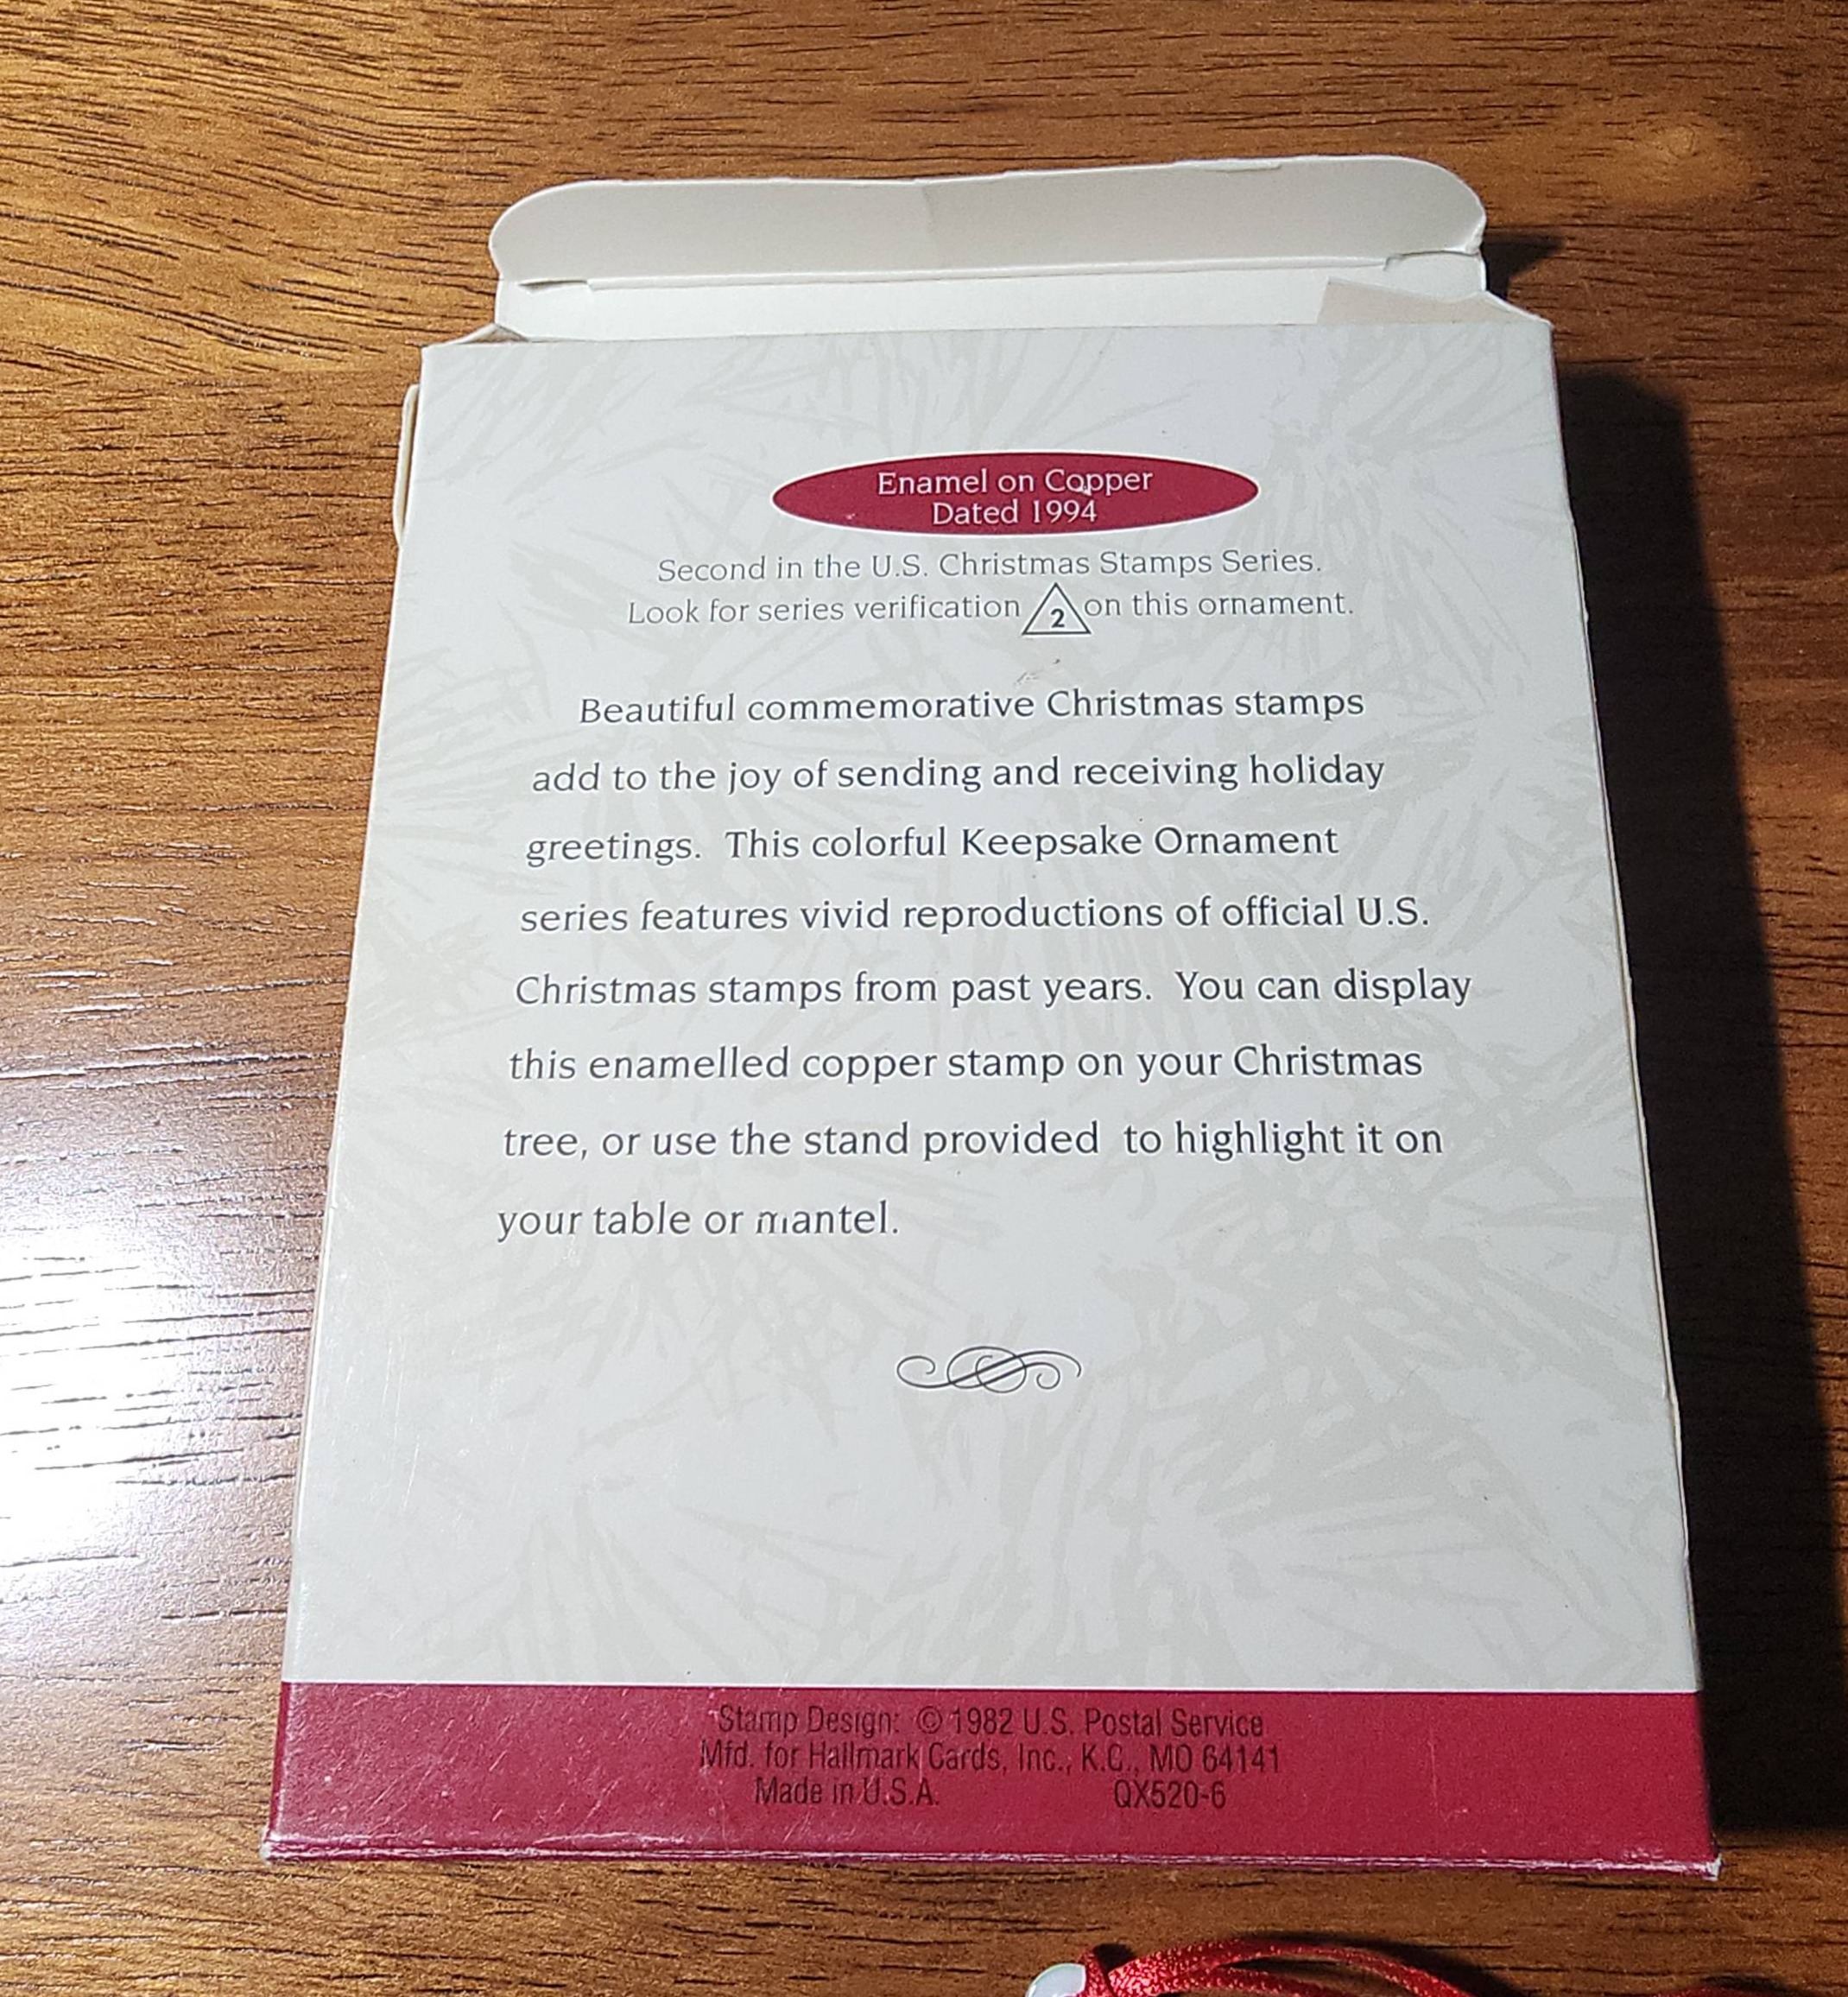 Enamel on Copper
Dated 1994
Second in the U.S. Christmas Stamps Series.
Look for series verification 2 on this ornament.
Beautiful commemorative Christmas stamps
add to the joy of sending and receiving holiday
greetings. This colorful Keepsake Ornament
series features vivid reproductions of official U.S.
Christmas stamps from past years. You can display
this enamelled copper stamp on your Christmas
tree, or use the stand provided to highlight it on
your table or mantel.
Stamp Design: © 1982 U.S. Postal Service
Mfd. for Hallmark Cards, Inc., K.C., MO 64141
Made in U.S.A. QX520-6